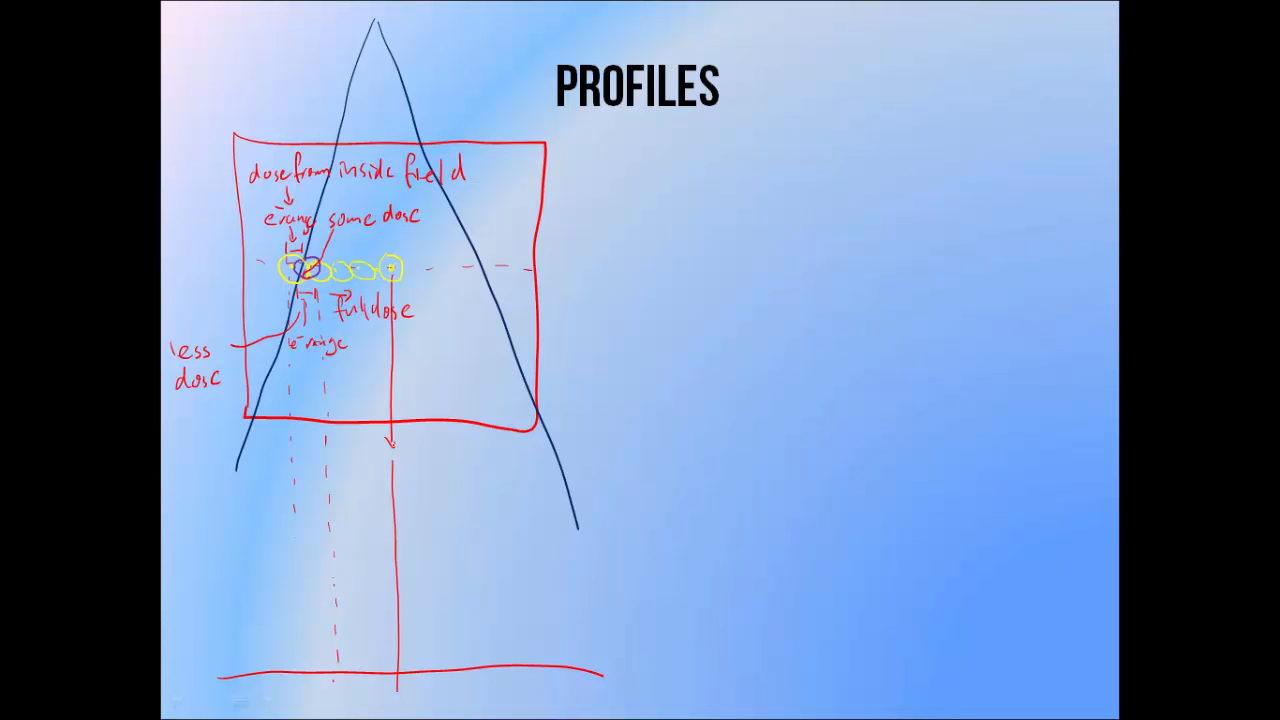 PROFILES
dose from inside field
e⁻ range some dose
full dose
e⁻ range
less
dose